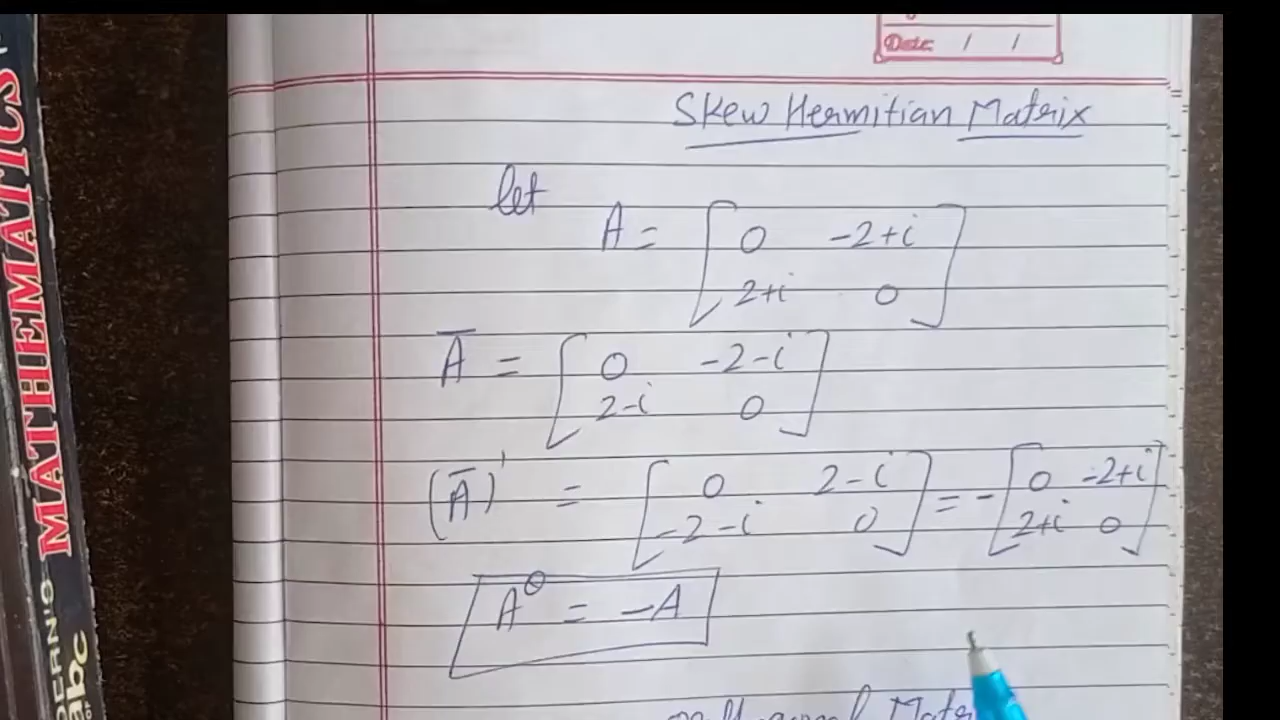 Date / /
Skew Hermitian Matrix
let
A = [ 0 -2+i
2+i 0 ]
A̅ = [ 0 -2-i
2-i 0 ]
(A̅)' = [ 0 2-i
-2-i 0 ] = - [ 0 -2+i
2+i 0 ]
A^θ = -A
MATHEMATICS
abc